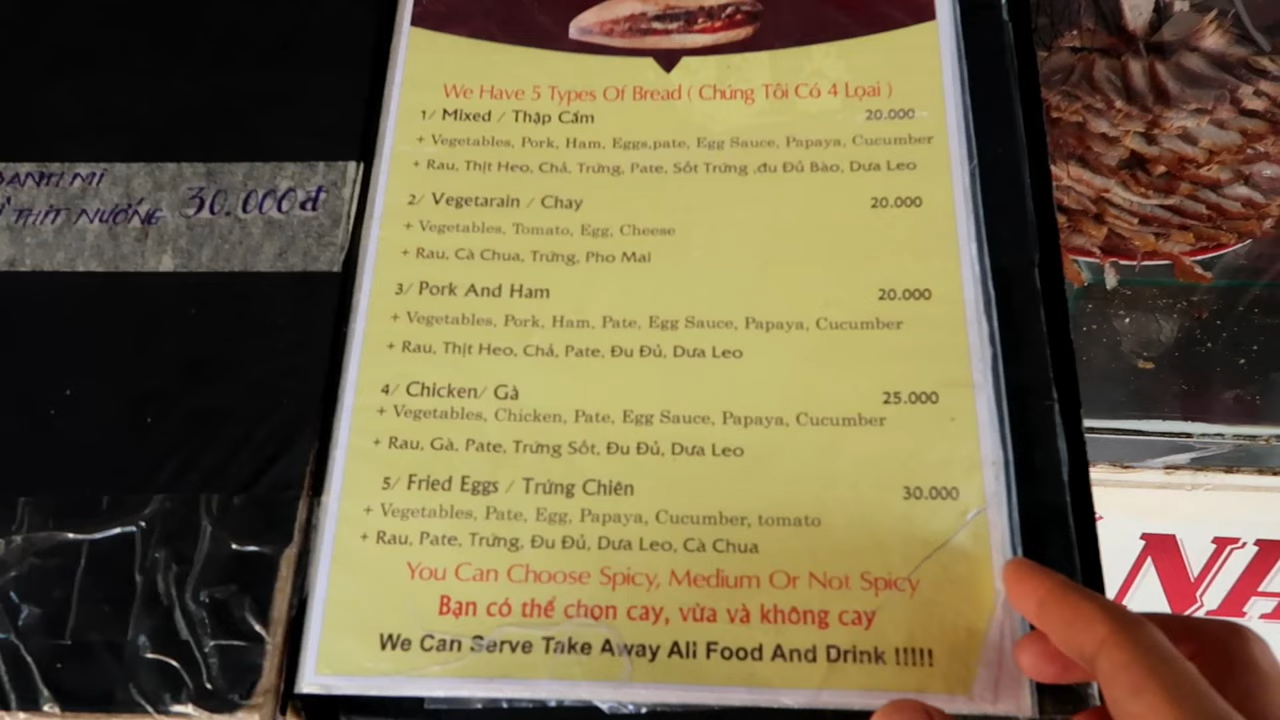 We Have 5 Types Of Bread ( Chúng Tôi Có 4 Lọai )
1/ Mixed / Thập Cẩm 20.000
+ Vegetables, Pork, Ham, Eggs,pate, Egg Sauce, Papaya, Cucumber
+ Rau, Thịt Heo, Chả, Trứng, Pate, Sốt Trứng ,đu Đủ Bào, Dưa Leo
2/ Vegetarain / Chay 20.000
+ Vegetables, Tomato, Egg, Cheese
+ Rau, Cà Chua, Trứng, Pho Mai
3/ Pork And Ham 20.000
+ Vegetables, Pork, Ham, Pate, Egg Sauce, Papaya, Cucumber
+ Rau, Thịt Heo, Chả, Pate, Đu Đủ, Dưa Leo
4/ Chicken/ Gà 25.000
+ Vegetables, Chicken, Pate, Egg Sauce, Papaya, Cucumber
+ Rau, Gà, Pate, Trứng Sốt, Đu Đủ, Dưa Leo
5/ Fried Eggs / Trứng Chiên 30.000
+ Vegetables, Pate, Egg, Papaya, Cucumber, tomato
+ Rau, Pate, Trứng, Đu Đủ, Dưa Leo, Cà Chua
You Can Choose Spicy, Medium Or Not Spicy
Bạn có thể chọn cay, vừa và không cay
We Can Serve Take Away All Food And Drink !!!!!
BANH MÌ
THỊT NƯỚNG 30.000đ
NH